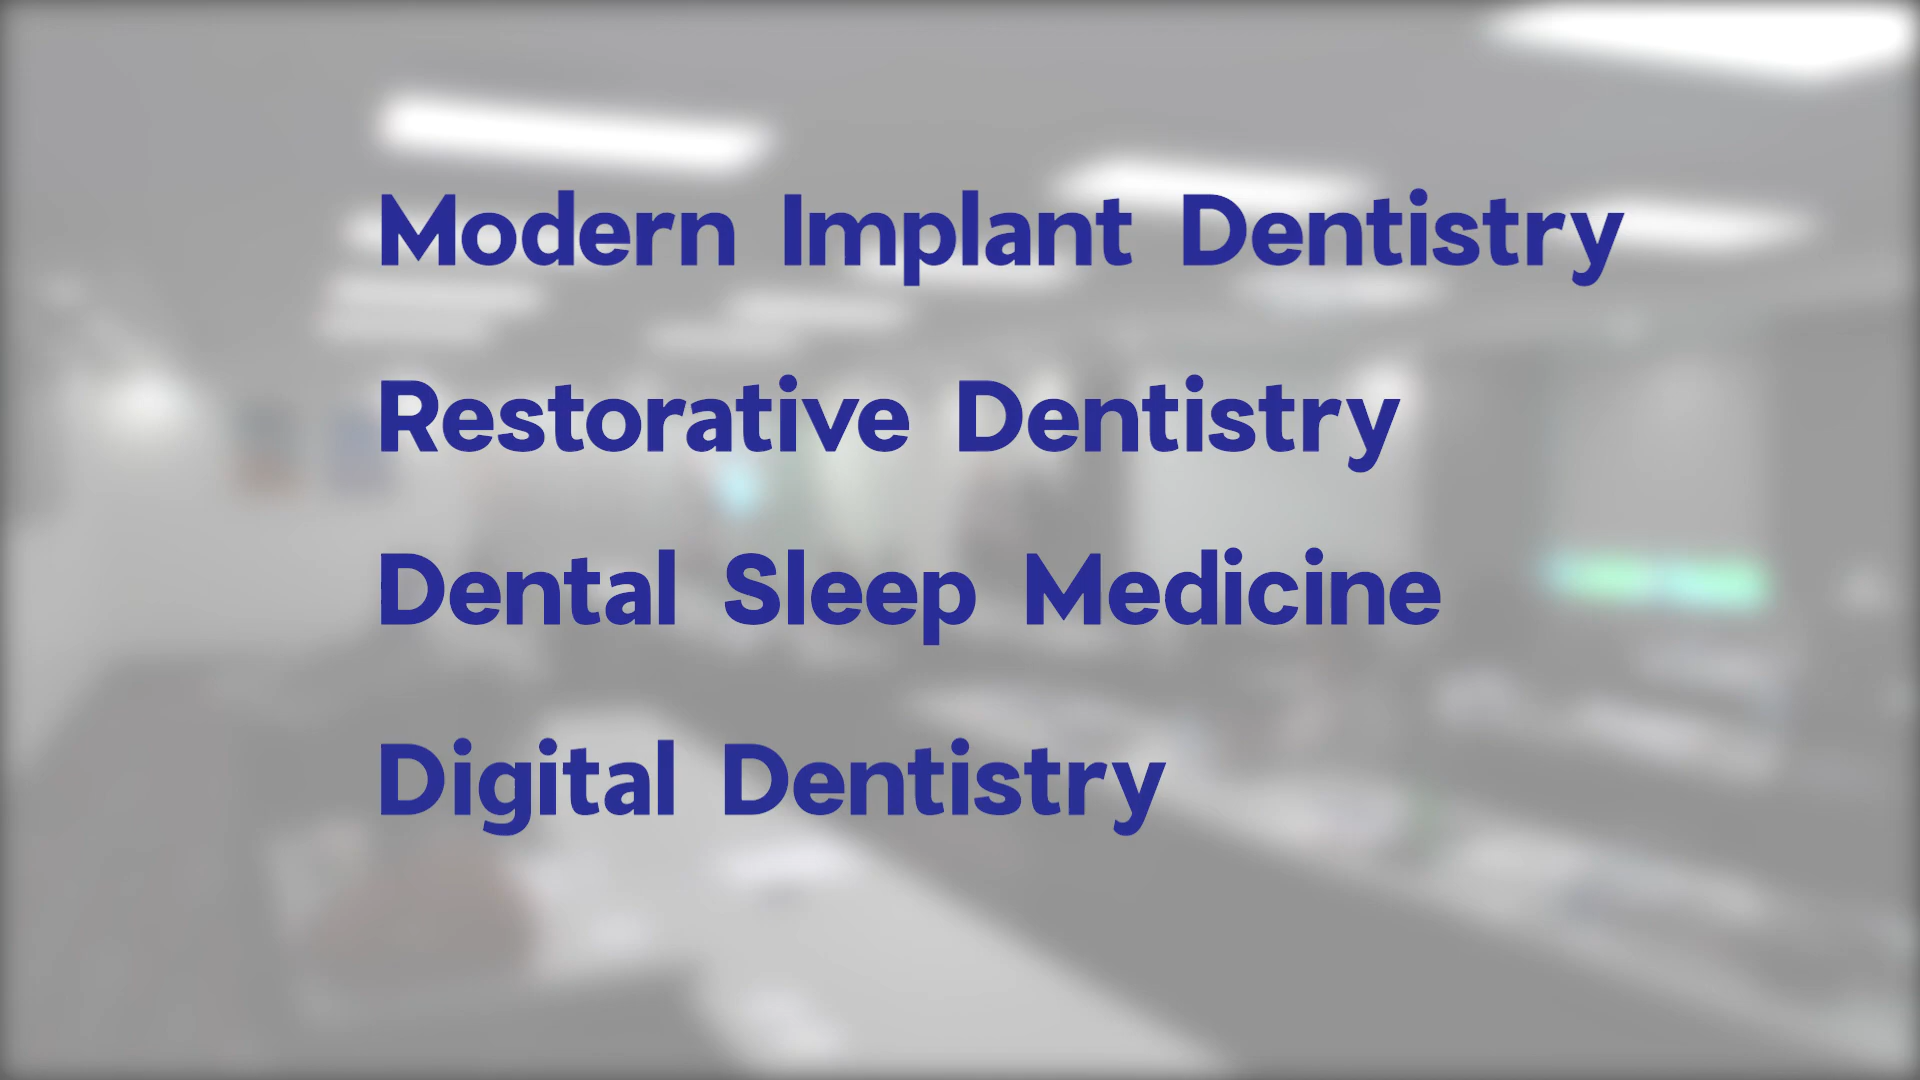 Modern Implant Dentistry
Restorative Dentistry
Dental Sleep Medicine
Digital Dentistry